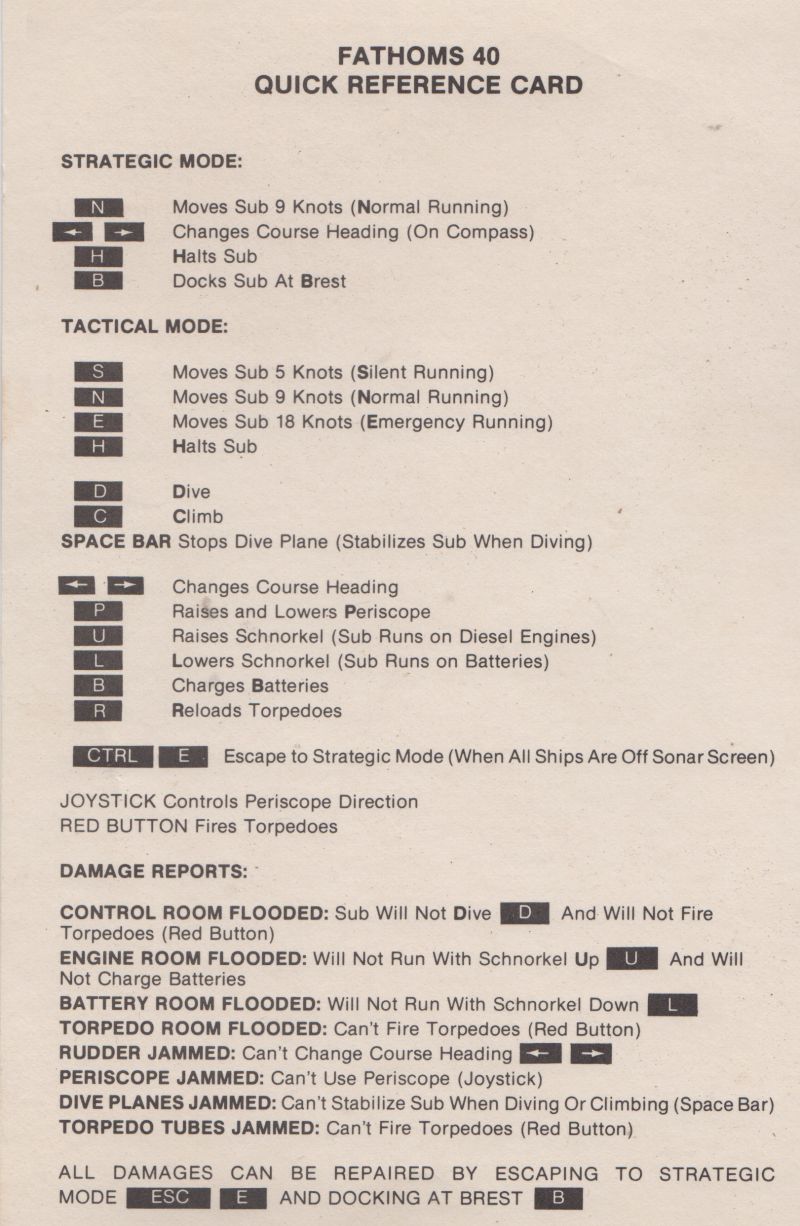 FATHOMS 40
QUICK REFERENCE CARD
STRATEGIC MODE:
N Moves Sub 9 Knots (Normal Running)
← → Changes Course Heading (On Compass)
H Halts Sub
B Docks Sub At Brest
TACTICAL MODE:
S Moves Sub 5 Knots (Silent Running)
N Moves Sub 9 Knots (Normal Running)
E Moves Sub 18 Knots (Emergency Running)
H Halts Sub
D Dive
C Climb
SPACE BAR Stops Dive Plane (Stabilizes Sub When Diving)
← → Changes Course Heading
P Raises and Lowers Periscope
U Raises Schnorkel (Sub Runs on Diesel Engines)
L Lowers Schnorkel (Sub Runs on Batteries)
B Charges Batteries
R Reloads Torpedoes
CTRL E Escape to Strategic Mode (When All Ships Are Off Sonar Screen)
JOYSTICK Controls Periscope Direction
RED BUTTON Fires Torpedoes
DAMAGE REPORTS:
CONTROL ROOM FLOODED: Sub Will Not Dive D And Will Not Fire
Torpedoes (Red Button)
ENGINE ROOM FLOODED: Will Not Run With Schnorkel Up U And Will
Not Charge Batteries
BATTERY ROOM FLOODED: Will Not Run With Schnorkel Down L
TORPEDO ROOM FLOODED: Can't Fire Torpedoes (Red Button)
RUDDER JAMMED: Can't Change Course Heading ← →
PERISCOPE JAMMED: Can't Use Periscope (Joystick)
DIVE PLANES JAMMED: Can't Stabilize Sub When Diving Or Climbing (Space Bar)
TORPEDO TUBES JAMMED: Can't Fire Torpedoes (Red Button)
ALL DAMAGES CAN BE REPAIRED BY ESCAPING TO STRATEGIC
MODE ESC E AND DOCKING AT BREST B